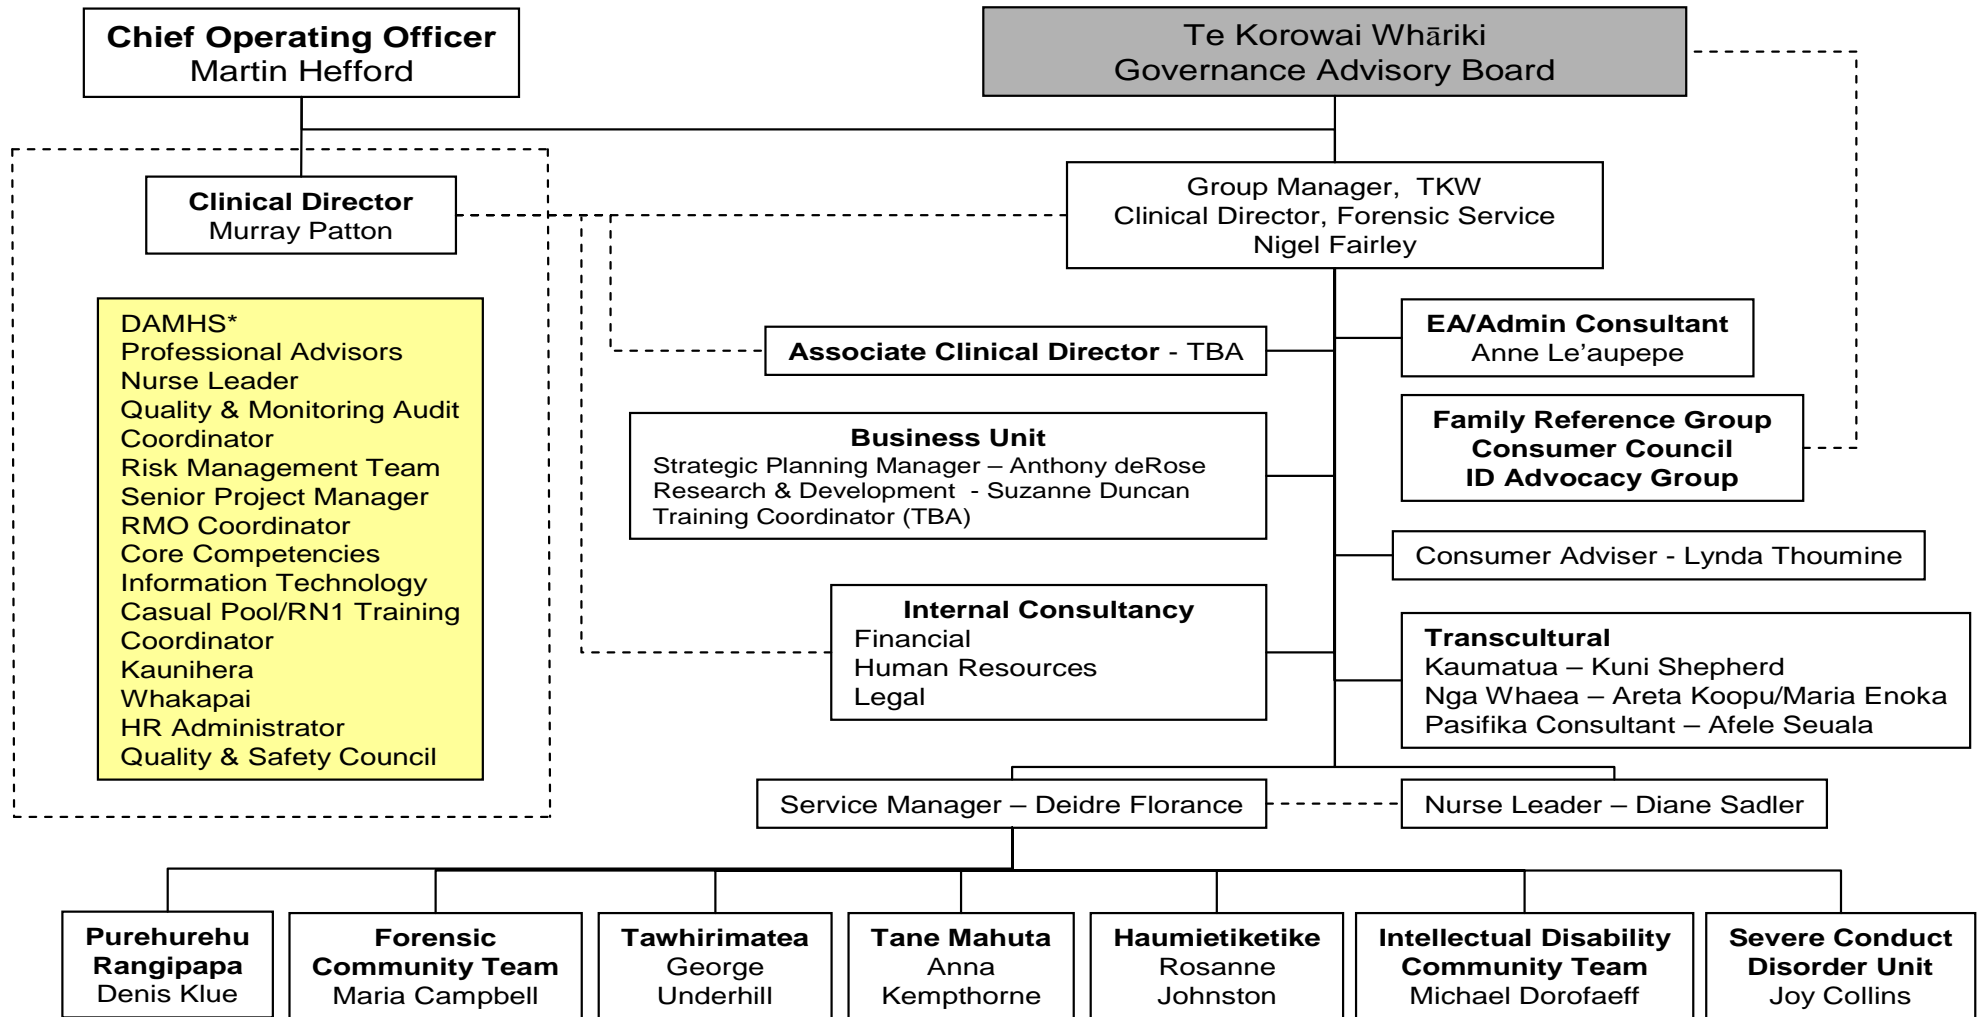 Chief Operating Officer
Martin Hefford
Te Korowai Whāriki
Governance Advisory Board
Clinical Director
Murray Patton
Group Manager,  TKW
Clinical Director, Forensic Service
Nigel Fairley
DAMHS*
Professional Advisors
Nurse Leader
Quality & Monitoring Audit
Coordinator
Risk Management Team
Senior Project Manager
RMO Coordinator
Core Competencies
Information Technology
Casual Pool/RN1 Training
Coordinator
Kaunihera
Whakapai
HR Administrator
Quality & Safety Council
Associate Clinical Director - TBA
EA/Admin Consultant
Anne Le’aupepe
Business Unit
Strategic Planning Manager – Anthony deRose
Research & Development  - Suzanne Duncan
Training Coordinator (TBA)
Family Reference Group
Consumer Council
ID Advocacy Group
Consumer Adviser - Lynda Thoumine
Internal Consultancy
Financial
Human Resources
Legal
Transcultural
Kaumatua – Kuni Shepherd
Nga Whaea – Areta Koopu/Maria Enoka
Pasifika Consultant – Afele Seuala
Service Manager – Deidre Florance
Nurse Leader – Diane Sadler
Purehurehu
Rangipapa
Denis Klue
Forensic
Community Team
Maria Campbell
Tawhirimatea
George
Underhill
Tane Mahuta
Anna
Kempthorne
Haumietiketike
Rosanne
Johnston
Intellectual Disability
Community Team
Michael Dorofaeff
Severe Conduct
Disorder Unit
Joy Collins